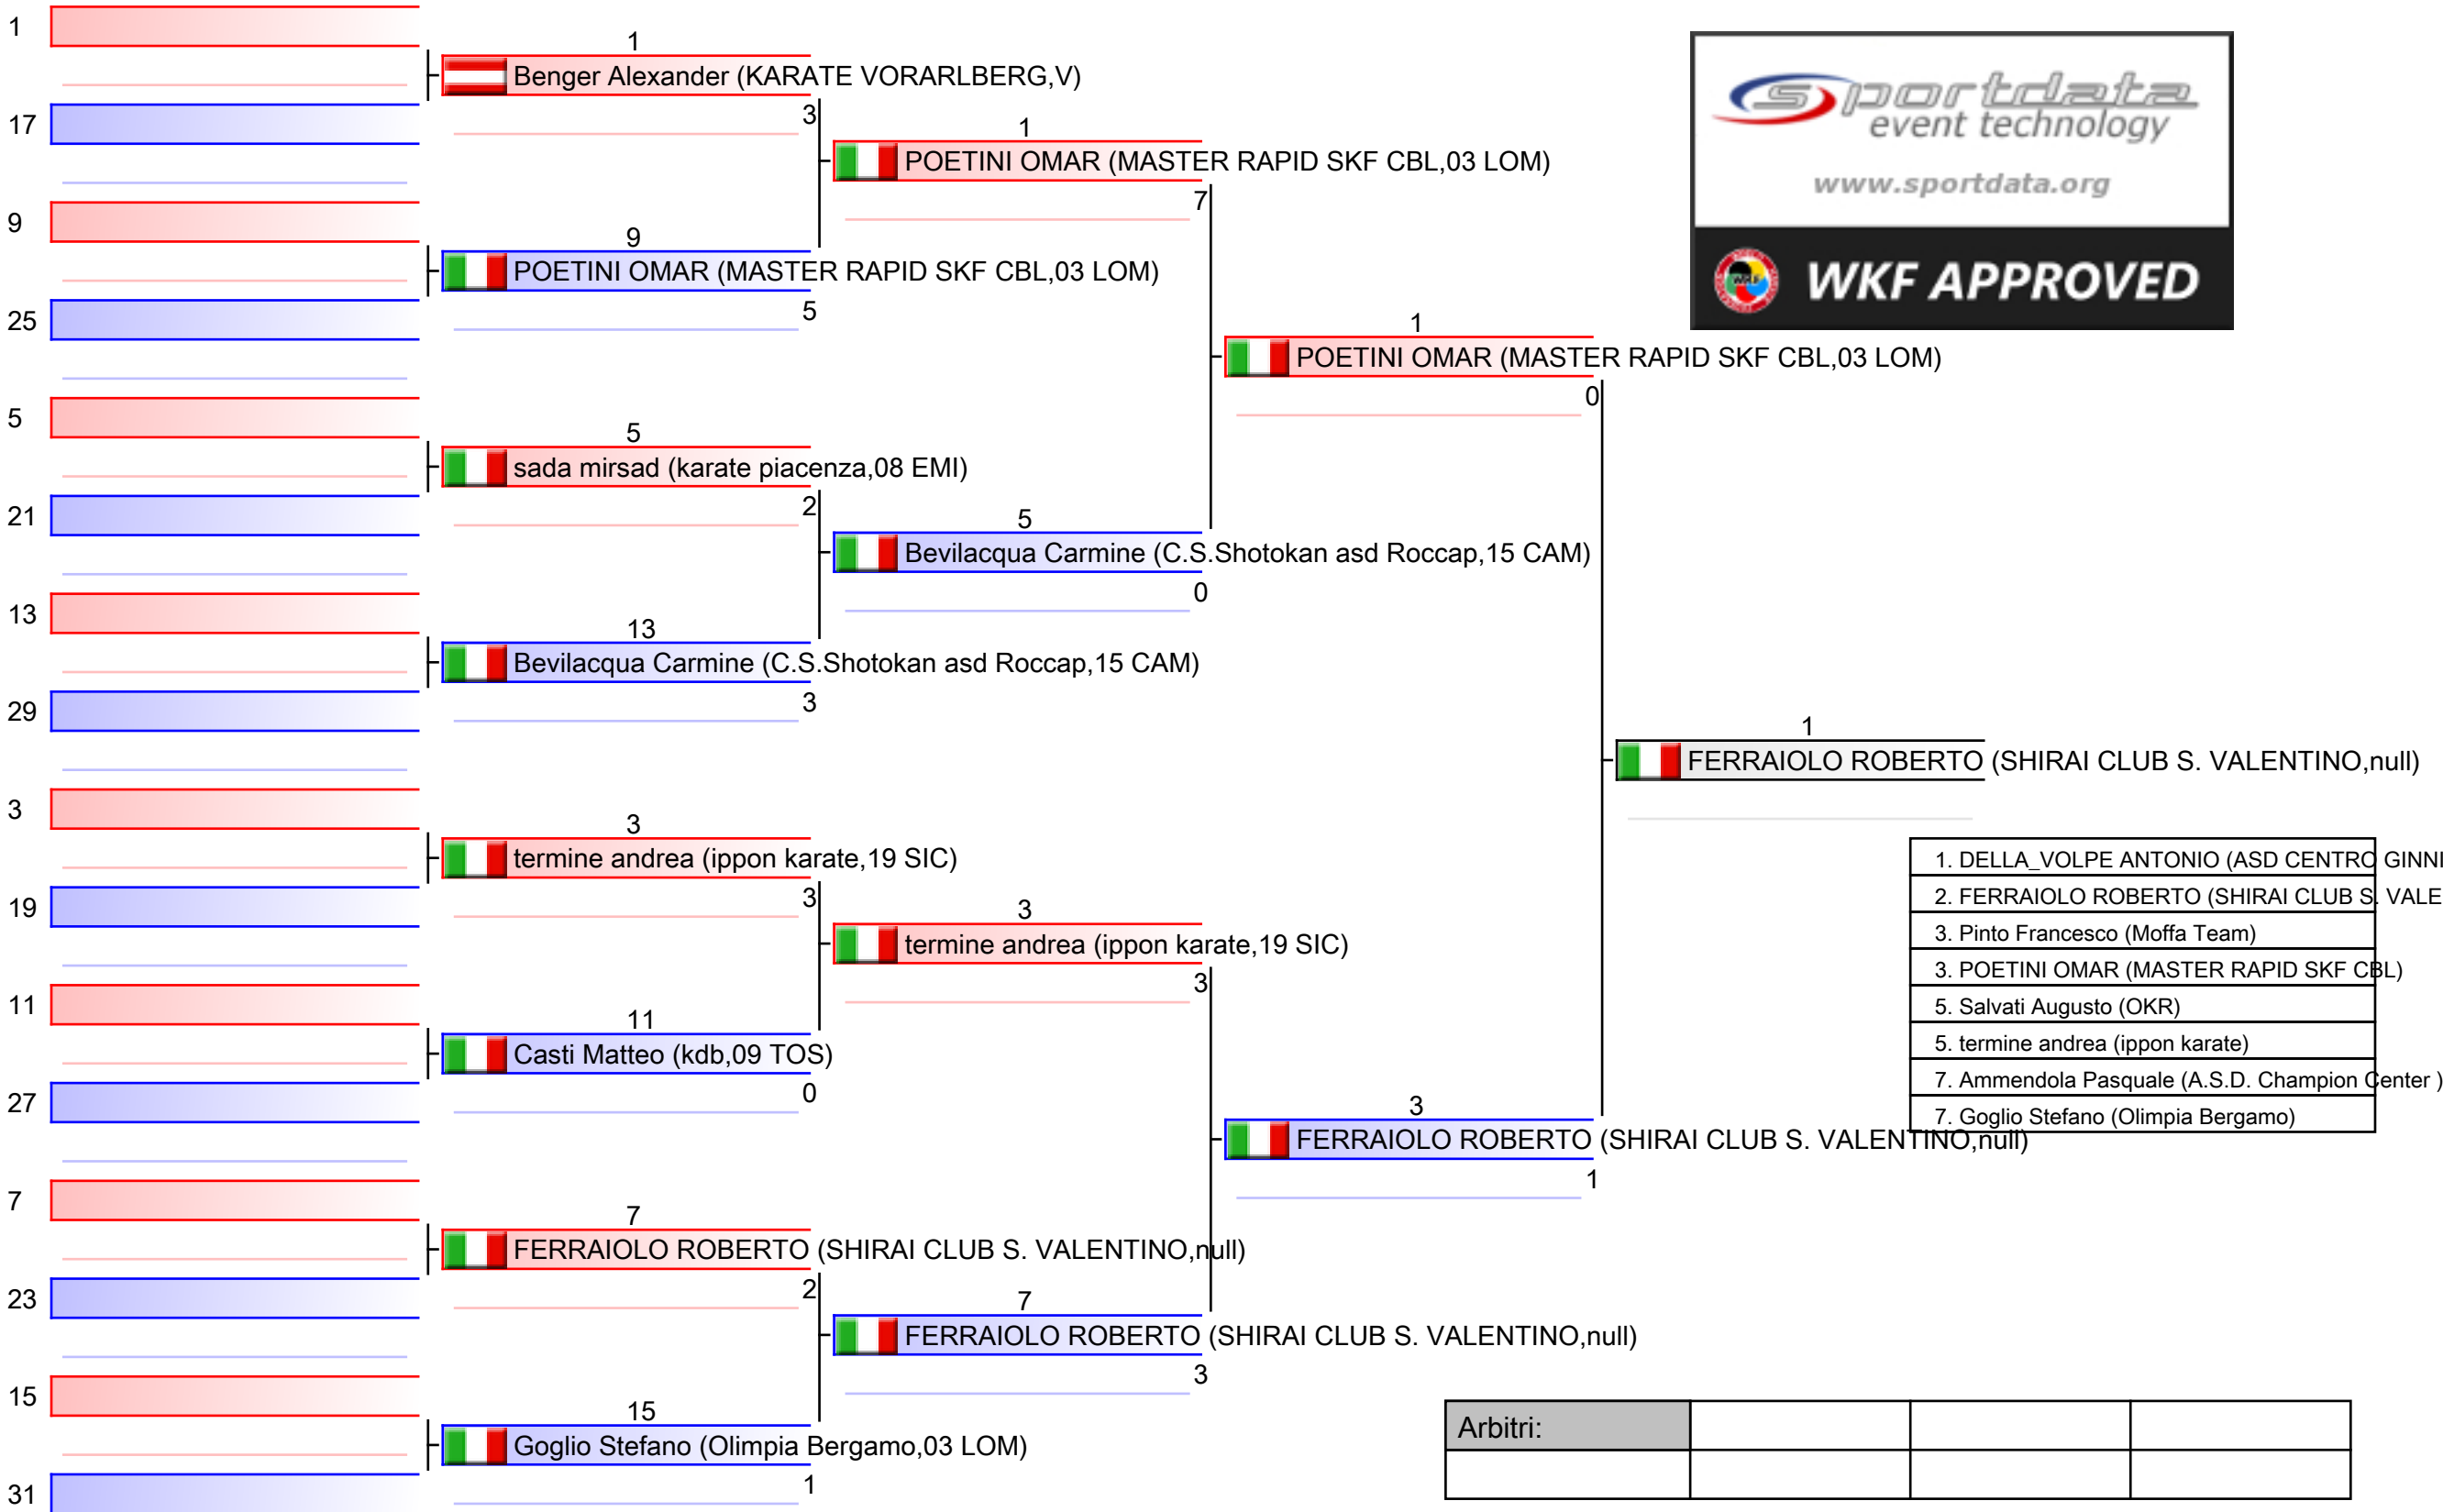 1
1
Benger Alexander (KARATE VORARLBERG,V)
17
3
1
POETINI OMAR (MASTER RAPID SKF CBL,03 LOM)
7
9
9
POETINI OMAR (MASTER RAPID SKF CBL,03 LOM)
25
5
1
POETINI OMAR (MASTER RAPID SKF CBL,03 LOM)
0
5
5
sada mirsad (karate piacenza,08 EMI)
21
2
5
Bevilacqua Carmine (C.S.Shotokan asd Roccap,15 CAM)
0
13
13
Bevilacqua Carmine (C.S.Shotokan asd Roccap,15 CAM)
29
3
1
FERRAIOLO ROBERTO (SHIRAI CLUB S. VALENTINO,null)
3
3
termine andrea (ippon karate,19 SIC)
19
3
3
termine andrea (ippon karate,19 SIC)
3
11
11
Casti Matteo (kdb,09 TOS)
27
0
3
FERRAIOLO ROBERTO (SHIRAI CLUB S. VALENTINO,null)
1
7
7
FERRAIOLO ROBERTO (SHIRAI CLUB S. VALENTINO,null)
23
2
7
FERRAIOLO ROBERTO (SHIRAI CLUB S. VALENTINO,null)
3
15
15
Goglio Stefano (Olimpia Bergamo,03 LOM)
31
1
sportdata
event technology
www.sportdata.org
WKF
WKF APPROVED
1. DELLA_VOLPE ANTONIO (ASD CENTRO GINNI
2. FERRAIOLO ROBERTO (SHIRAI CLUB S. VALE
3. Pinto Francesco (Moffa Team)
3. POETINI OMAR (MASTER RAPID SKF CBL)
5. Salvati Augusto (OKR)
5. termine andrea (ippon karate)
7. Ammendola Pasquale (A.S.D. Champion Center )
7. Goglio Stefano (Olimpia Bergamo)
Arbitri: